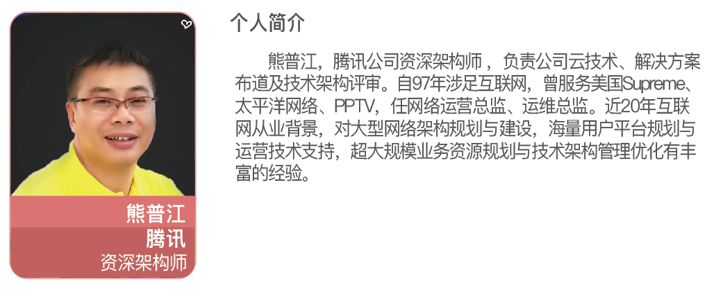 个人简介
熊普江，腾讯公司资深架构师，负责公司云技术、解决方案
布道及技术架构评审。自97年涉足互联网，曾服务美国Supreme、
太平洋网络、PPTV，任网络运营总监、运维总监。近20年互联
网从业背景，对大型网络架构规划与建设，海量用户平台规划与
运营技术支持，超大规模业务资源规划与技术架构管理优化有丰
富的经验。
熊普江
腾讯
资深架构师